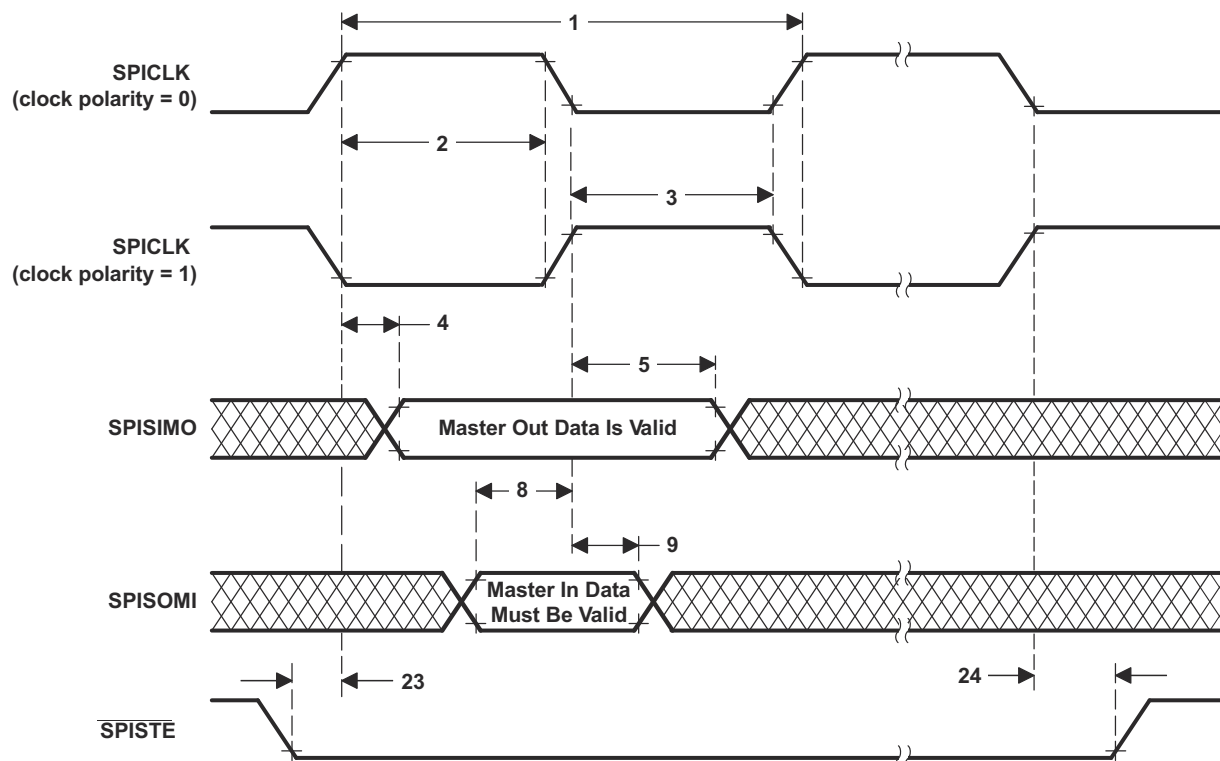 1
SPICLK
(clock polarity = 0)
2
3
SPICLK
(clock polarity = 1)
4
5
SPISIMO
Master Out Data Is Valid
8
9
SPISOMI
Master In Data
Must Be Valid
23
24
SPISTE